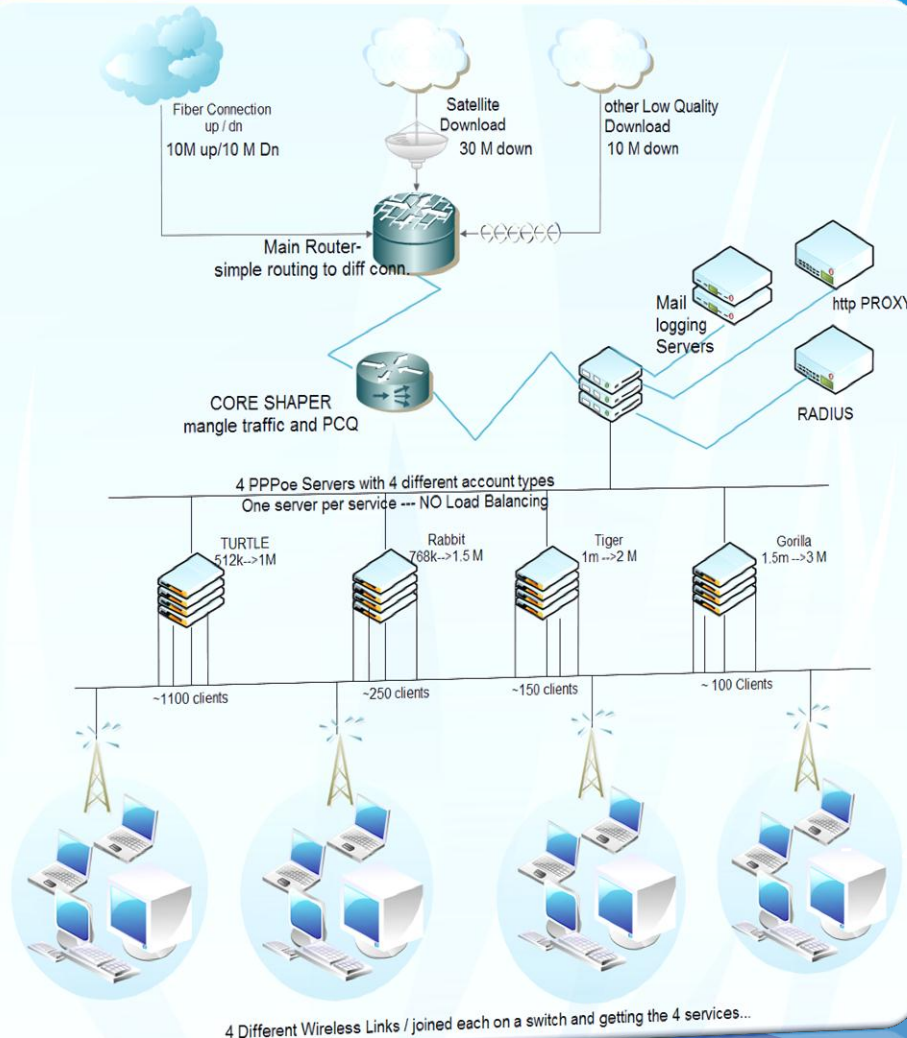 Fiber Connection
up / dn
10M up/10 M Dn
Satellite
Download
30 M down
other Low Quality
Download
10 M down
Main Router-
simple routing to diff conn.
Mail
logging
Servers
http PROXY
RADIUS
CORE SHAPER
mangle traffic and PCQ
4 PPPoe Servers with 4 different account types
One server per service --- NO Load Balancing
TURTLE
512k-->1M
Rabbit
768k-->1.5 M
Tiger
1m -->2 M
Gorilla
1.5m -->3 M
~1100 clients
~250 clients
~150 clients
~ 100 Clients
4 Different Wireless Links / joined each on a switch and getting the 4 services...